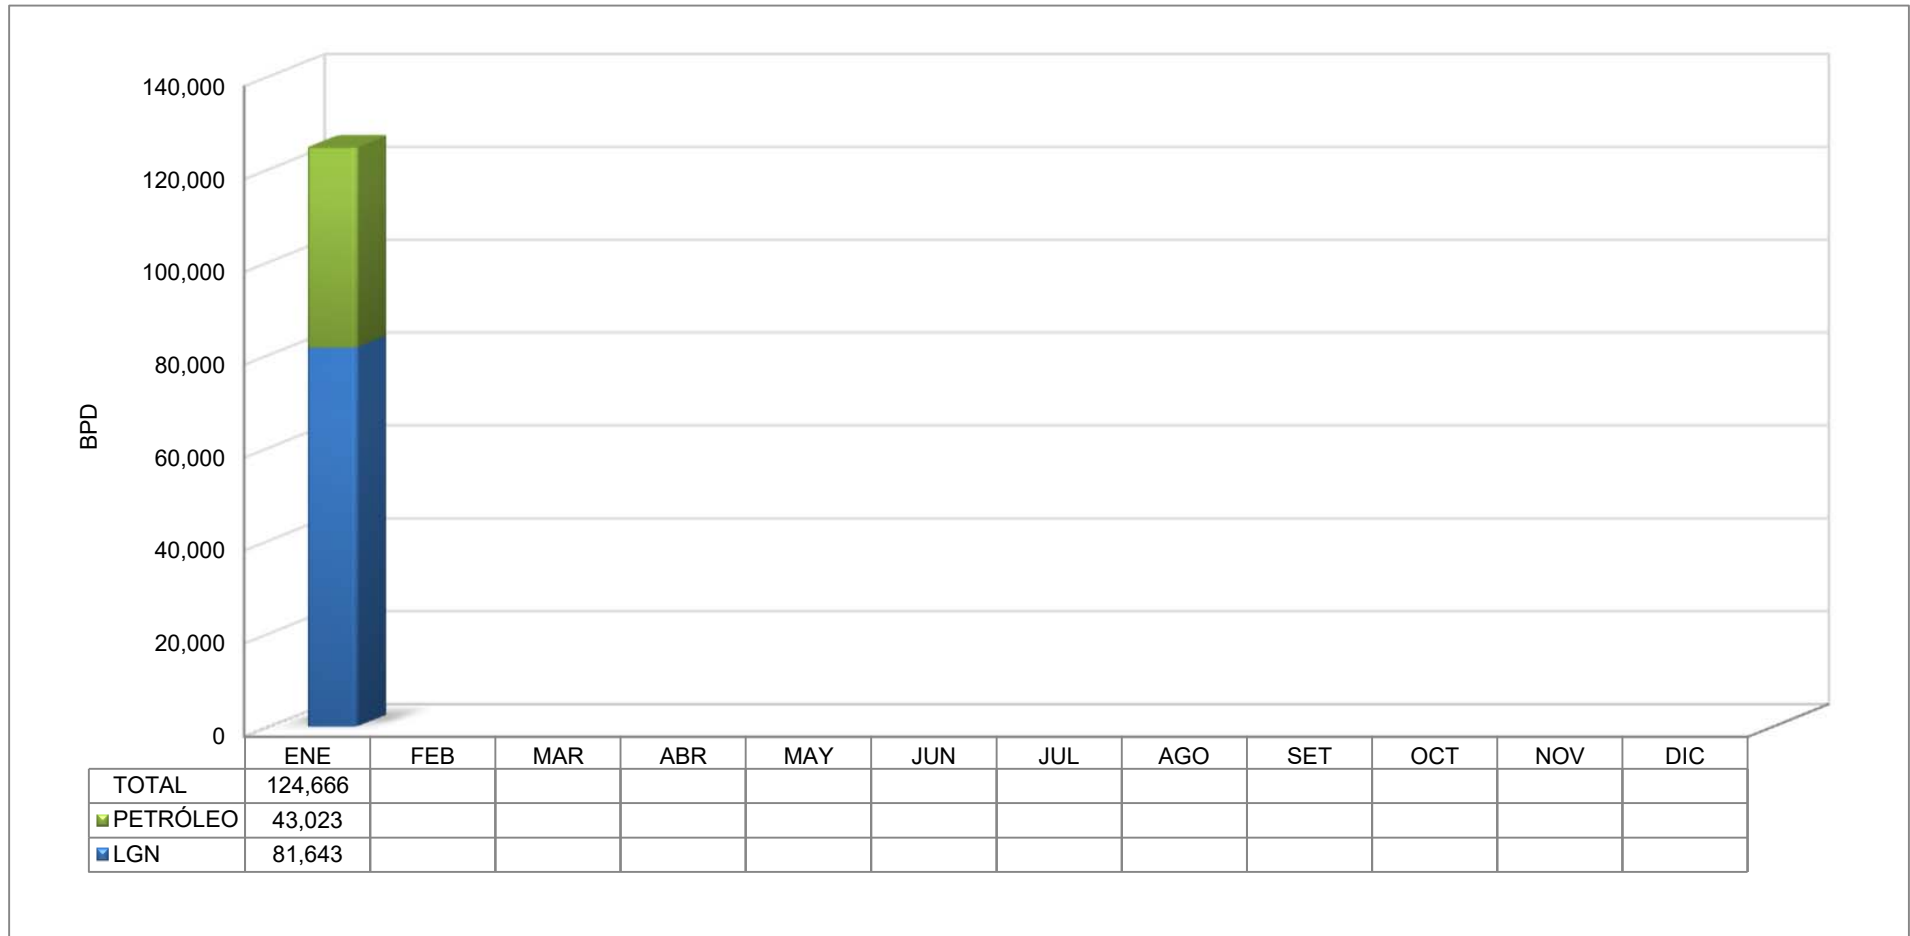 140,000
120,000
100,000
80,000
60,000
40,000
20,000
0
BPD
ENE FEB MAR ABR MAY JUN JUL AGO SET OCT NOV DIC
TOTAL 124,666
PETRÓLEO 43,023
LGN 81,643